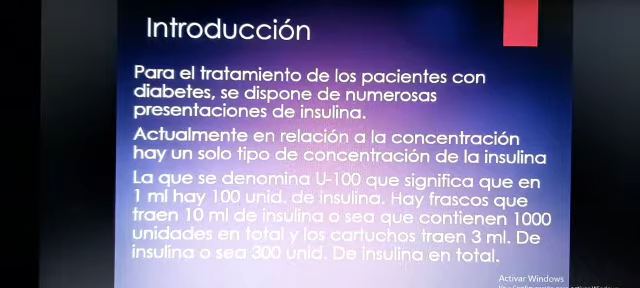 Introducción
Para el tratamiento de los pacientes con
diabetes, se dispone de numerosas
presentaciones de insulina.
Actualmente en relación a la concentración
hay un solo tipo de concentración de la insulina
La que se denomina U-100 que significa que en
1 ml hay 100 unid. de insulina. Hay frascos que
traen 10 ml de insulina o sea que contienen 1000
unidades en total y los cartuchos traen 3 ml. De
insulina o sea 300 unid. De insulina en total.
Activar Windows